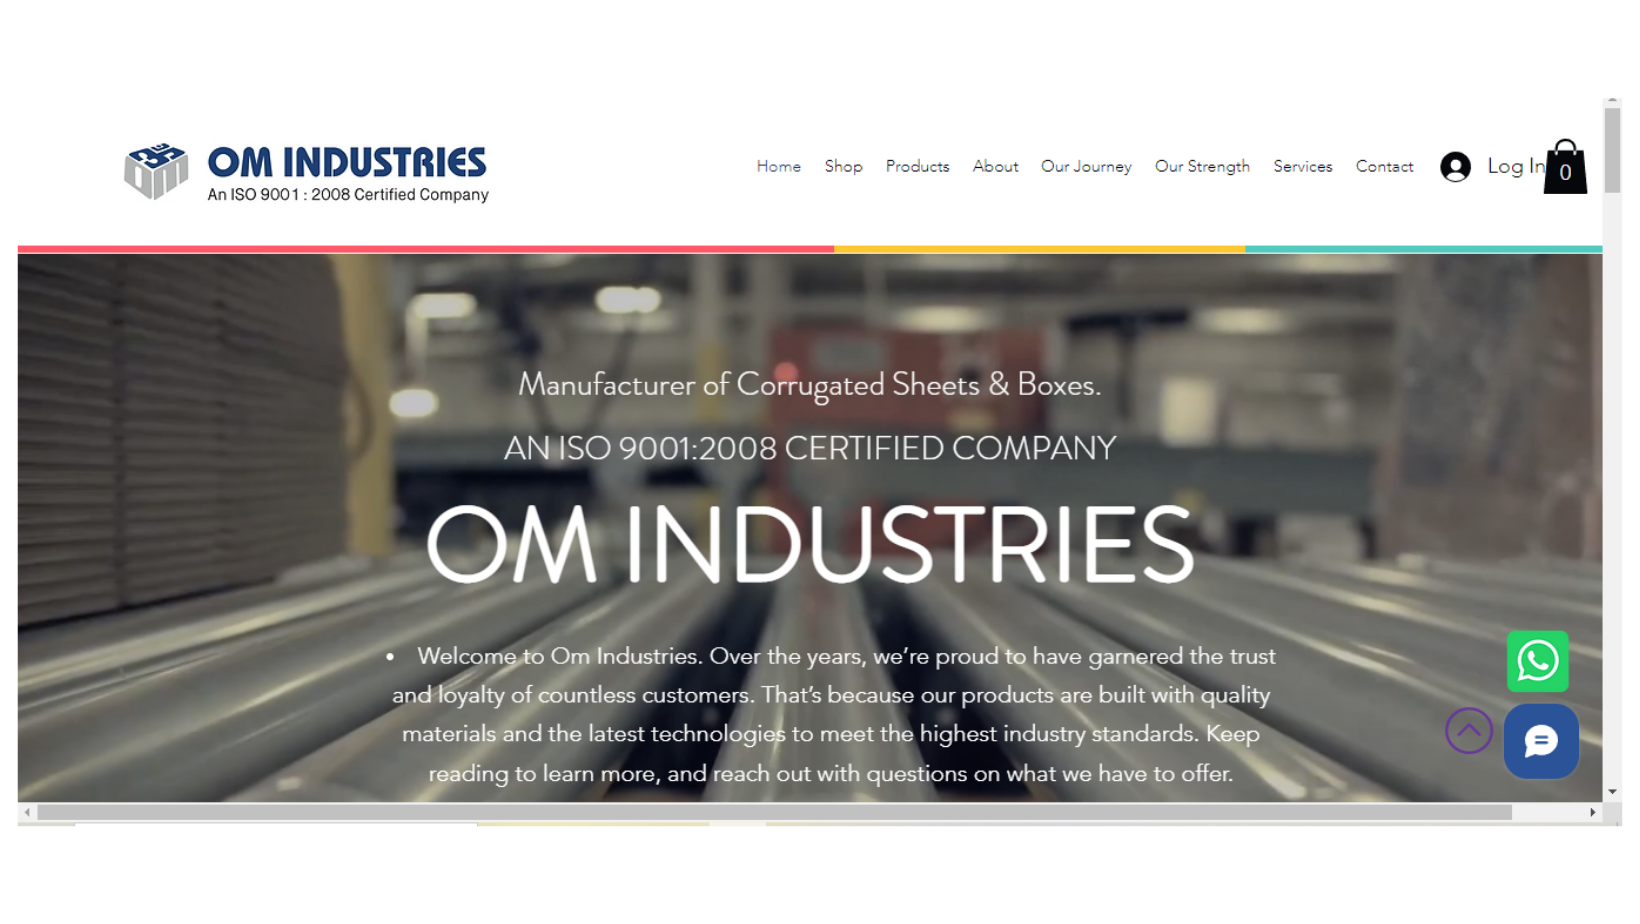 OM INDUSTRIES
An ISO 9001 : 2008 Certified Company
Home Shop Products About Our Journey Our Strength Services Contact Log In 0
Manufacturer of Corrugated Sheets & Boxes.
AN ISO 9001:2008 CERTIFIED COMPANY
OM INDUSTRIES
• Welcome to Om Industries. Over the years, we’re proud to have garnered the trust
and loyalty of countless customers. That’s because our products are built with quality
materials and the latest technologies to meet the highest industry standards. Keep
reading to learn more, and reach out with questions on what we have to offer.